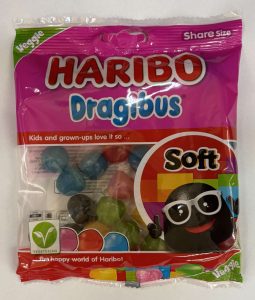 Veggie
Share Size
HARIBO
Dragibus
Kids and grown-ups love it so ...
Soft
VEGETARIAN
... the happy world of Haribo!
Veggie